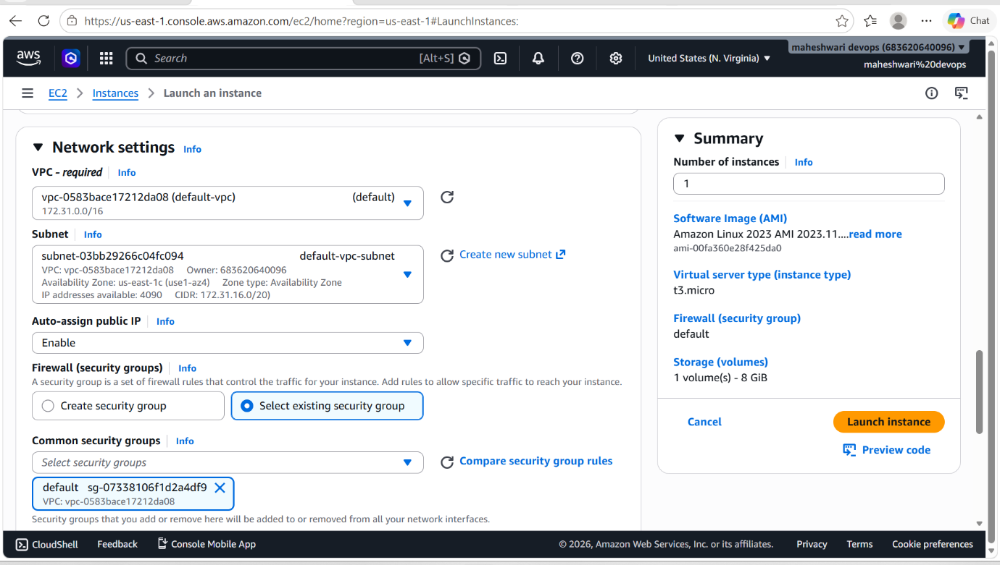 https://us-east-1.console.aws.amazon.com/ec2/home?region=us-east-1#LaunchInstances:
Chat
aws
Search [Alt+S]
United States (N. Virginia)
maheshwari devops (683620640096)
maheshwari%20devops
EC2 > Instances > Launch an instance
Network settings Info
VPC - required Info
vpc-0583bace17212da08 (default-vpc) (default)
172.31.0.0/16
Subnet Info
subnet-03bb29266c04fc094 default-vpc-subnet
VPC: vpc-0583bace17212da08 Owner: 683620640096
Availability Zone: us-east-1c (use1-az4) Zone type: Availability Zone
IP addresses available: 4090 CIDR: 172.31.16.0/20)
Create new subnet
Auto-assign public IP Info
Enable
Firewall (security groups) Info
A security group is a set of firewall rules that control the traffic for your instance. Add rules to allow specific traffic to reach your instance.
Create security group
Select existing security group
Common security groups Info
Select security groups
Compare security group rules
default sg-07338106f1d2a4df9
VPC: vpc-0583bace17212da08
Security groups that you add or remove here will be added to or removed from all your network interfaces.
Summary
Number of instances Info
1
Software Image (AMI)
Amazon Linux 2023 AMI 2023.11....read more
ami-00fa360e28f425da0
Virtual server type (instance type)
t3.micro
Firewall (security group)
default
Storage (volumes)
1 volume(s) - 8 GiB
Cancel
Launch instance
Preview code
CloudShell Feedback Console Mobile App © 2026, Amazon Web Services, Inc. or its affiliates. Privacy Terms Cookie preferences